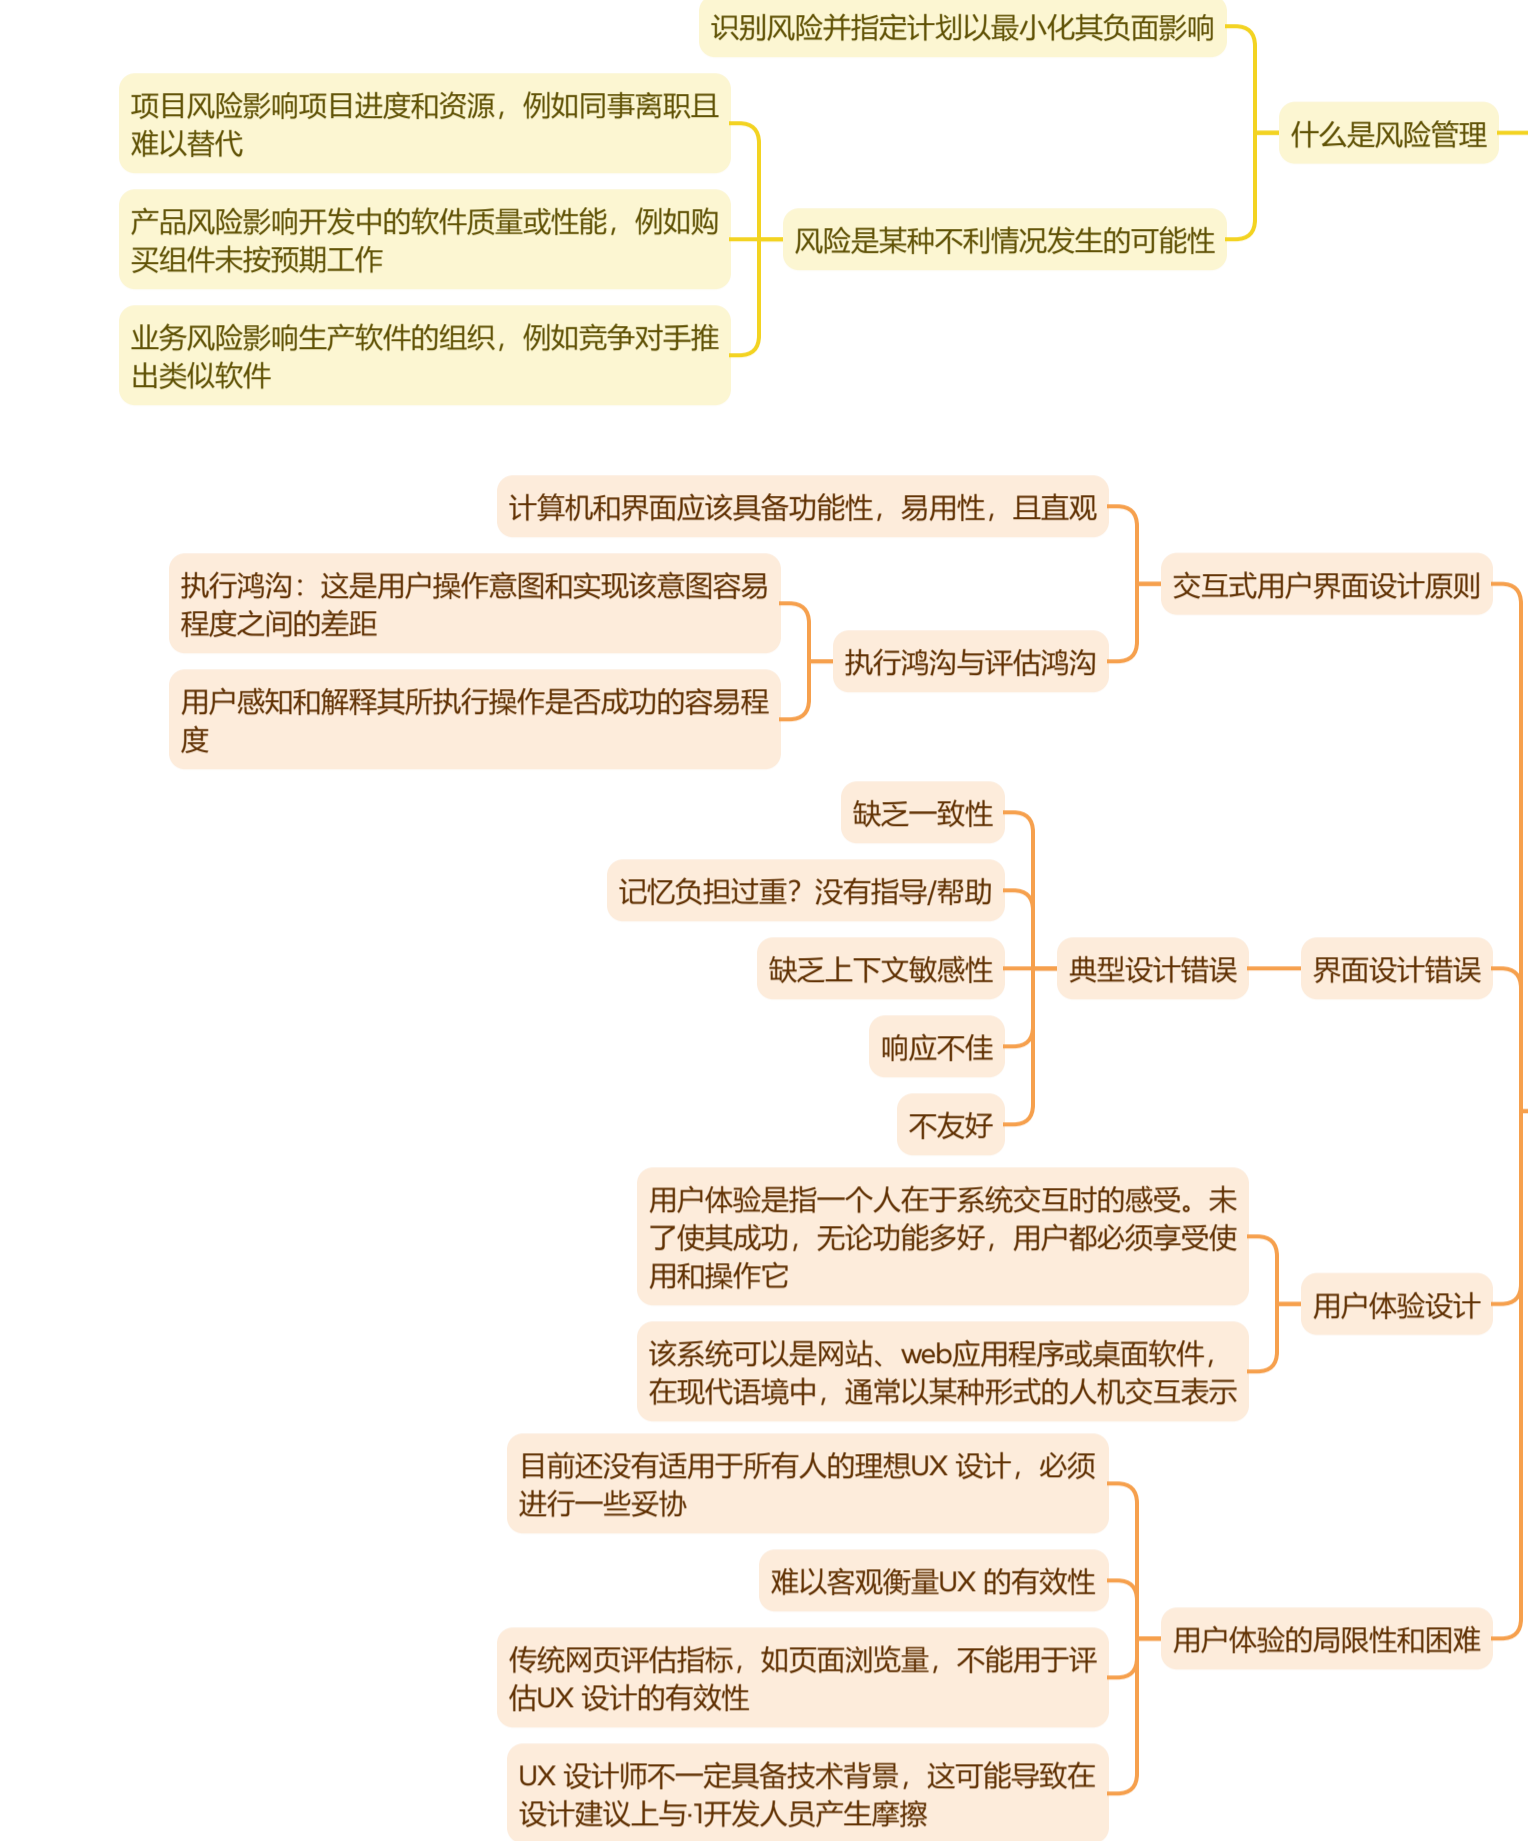 识别风险并指定计划以最小化其负面影响
项目风险影响项目进度和资源，例如同事离职且
难以替代
什么是风险管理
产品风险影响开发中的软件质量或性能，例如购
买组件未按预期工作
风险是某种不利情况发生的可能性
业务风险影响生产软件的组织，例如竞争对手推
出类似软件
计算机和界面应该具备功能性，易用性，且直观
执行鸿沟：这是用户操作意图和实现该意图容易
程度之间的差距
交互式用户界面设计原则
执行鸿沟与评估鸿沟
用户感知和解释其所执行操作是否成功的容易程
度
缺乏一致性
记忆负担过重？没有指导/帮助
缺乏上下文敏感性
典型设计错误
界面设计错误
响应不佳
不友好
用户体验是指一个人在于系统交互时的感受。未
了使其成功，无论功能多好，用户都必须享受使
用和操作它
用户体验设计
该系统可以是网站、web应用程序或桌面软件，
在现代语境中，通常以某种形式的人机交互表示
目前还没有适用于所有人的理想UX 设计，必须
进行一些妥协
难以客观衡量UX 的有效性
用户体验的局限性和困难
传统网页评估指标，如页面浏览量，不能用于评
估UX 设计的有效性
UX 设计师不一定具备技术背景，这可能导致在
设计建议上与·1开发人员产生摩擦